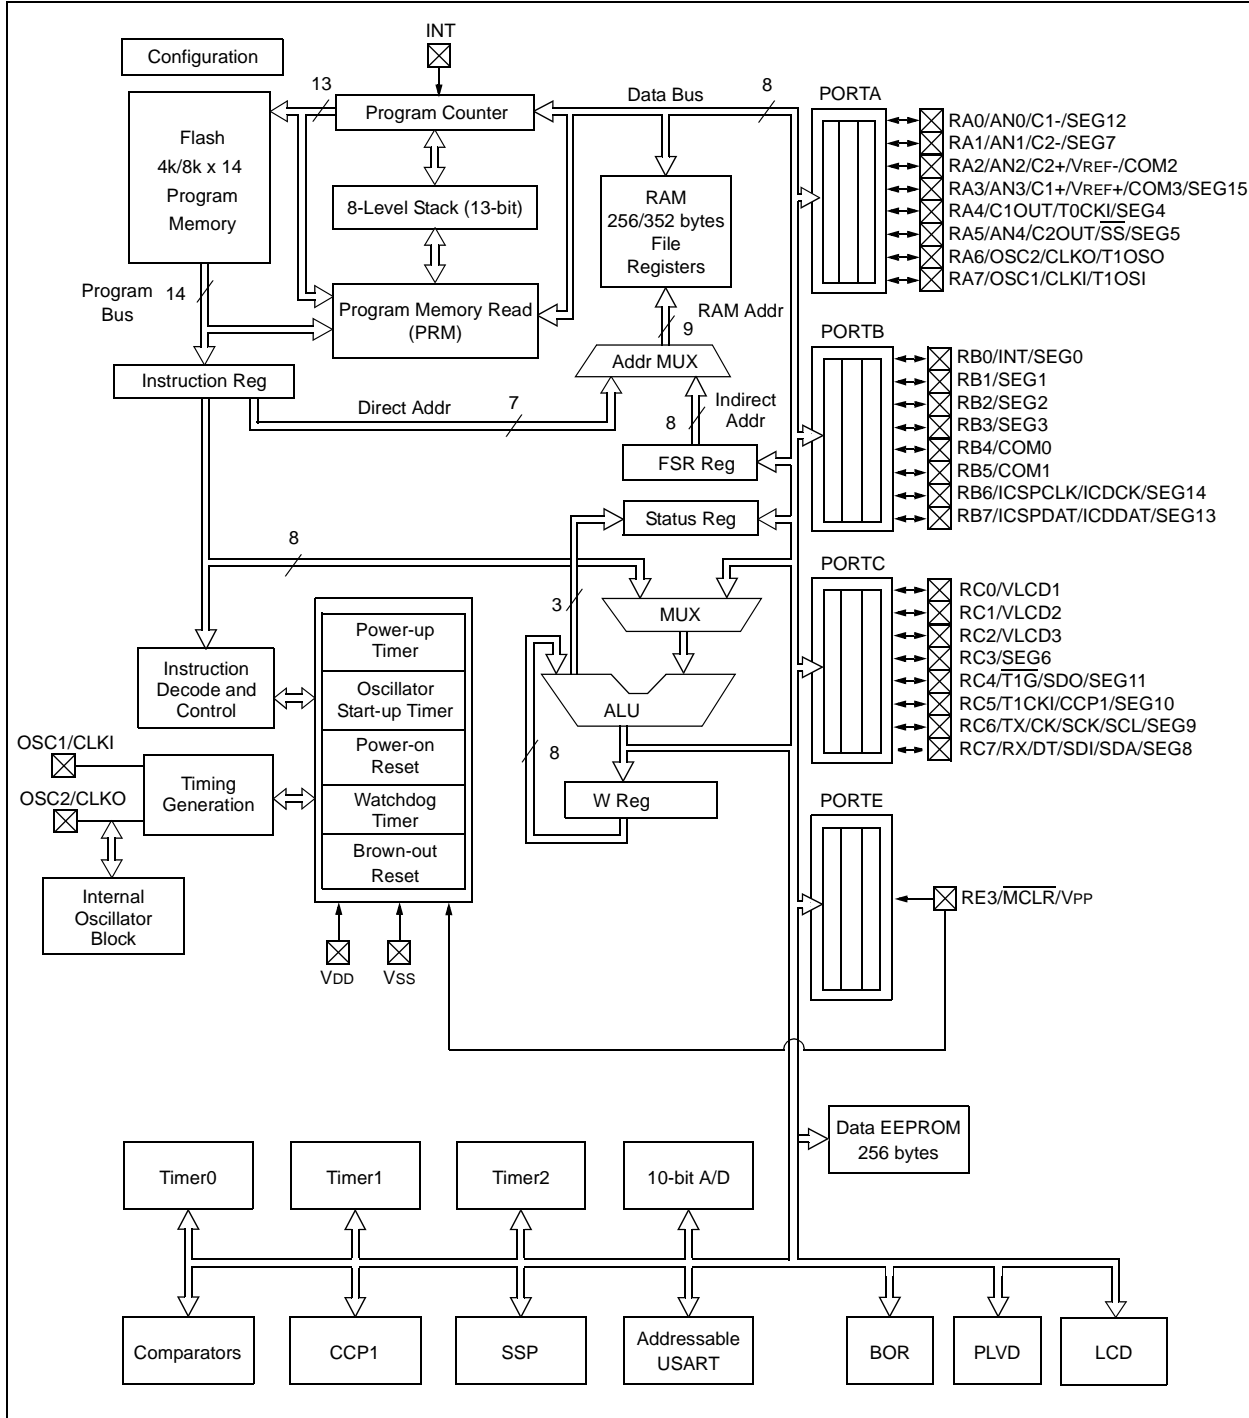 INT
Configuration
13
Program Counter
Data Bus
8
Flash
4k/8k x 14
Program
Memory
8-Level Stack (13-bit)
RAM
256/352 bytes
File
Registers
Program
Bus
14
Program Memory Read
(PRM)
RAM Addr
9
Addr MUX
Instruction Reg
Direct Addr
7
Indirect
Addr
8
FSR Reg
Status Reg
8
3
MUX
Power-up
Timer
Instruction
Decode and
Control
Oscillator
Start-up Timer
ALU
OSC1/CLKI
Power-on
Reset
8
Timing
Generation
OSC2/CLKO
Watchdog
Timer
W Reg
Brown-out
Reset
Internal
Oscillator
Block
VDD
VSS
PORTA
RA0/AN0/C1-/SEG12
RA1/AN1/C2-/SEG7
RA2/AN2/C2+/VREF-/COM2
RA3/AN3/C1+/VREF+/COM3/SEG15
RA4/C1OUT/T0CKI/SEG4
RA5/AN4/C2OUT/SS/SEG5
RA6/OSC2/CLKO/T1OSO
RA7/OSC1/CLKI/T1OSI
PORTB
RB0/INT/SEG0
RB1/SEG1
RB2/SEG2
RB3/SEG3
RB4/COM0
RB5/COM1
RB6/ICSPCLK/ICDCK/SEG14
RB7/ICSPDAT/ICDDAT/SEG13
PORTC
RC0/VLCD1
RC1/VLCD2
RC2/VLCD3
RC3/SEG6
RC4/T1G/SDO/SEG11
RC5/T1CKI/CCP1/SEG10
RC6/TX/CK/SCK/SCL/SEG9
RC7/RX/DT/SDI/SDA/SEG8
PORTE
RE3/MCLR/VPP
Data EEPROM
256 bytes
Timer0
Timer1
Timer2
10-bit A/D
Comparators
CCP1
SSP
Addressable
USART
BOR
PLVD
LCD